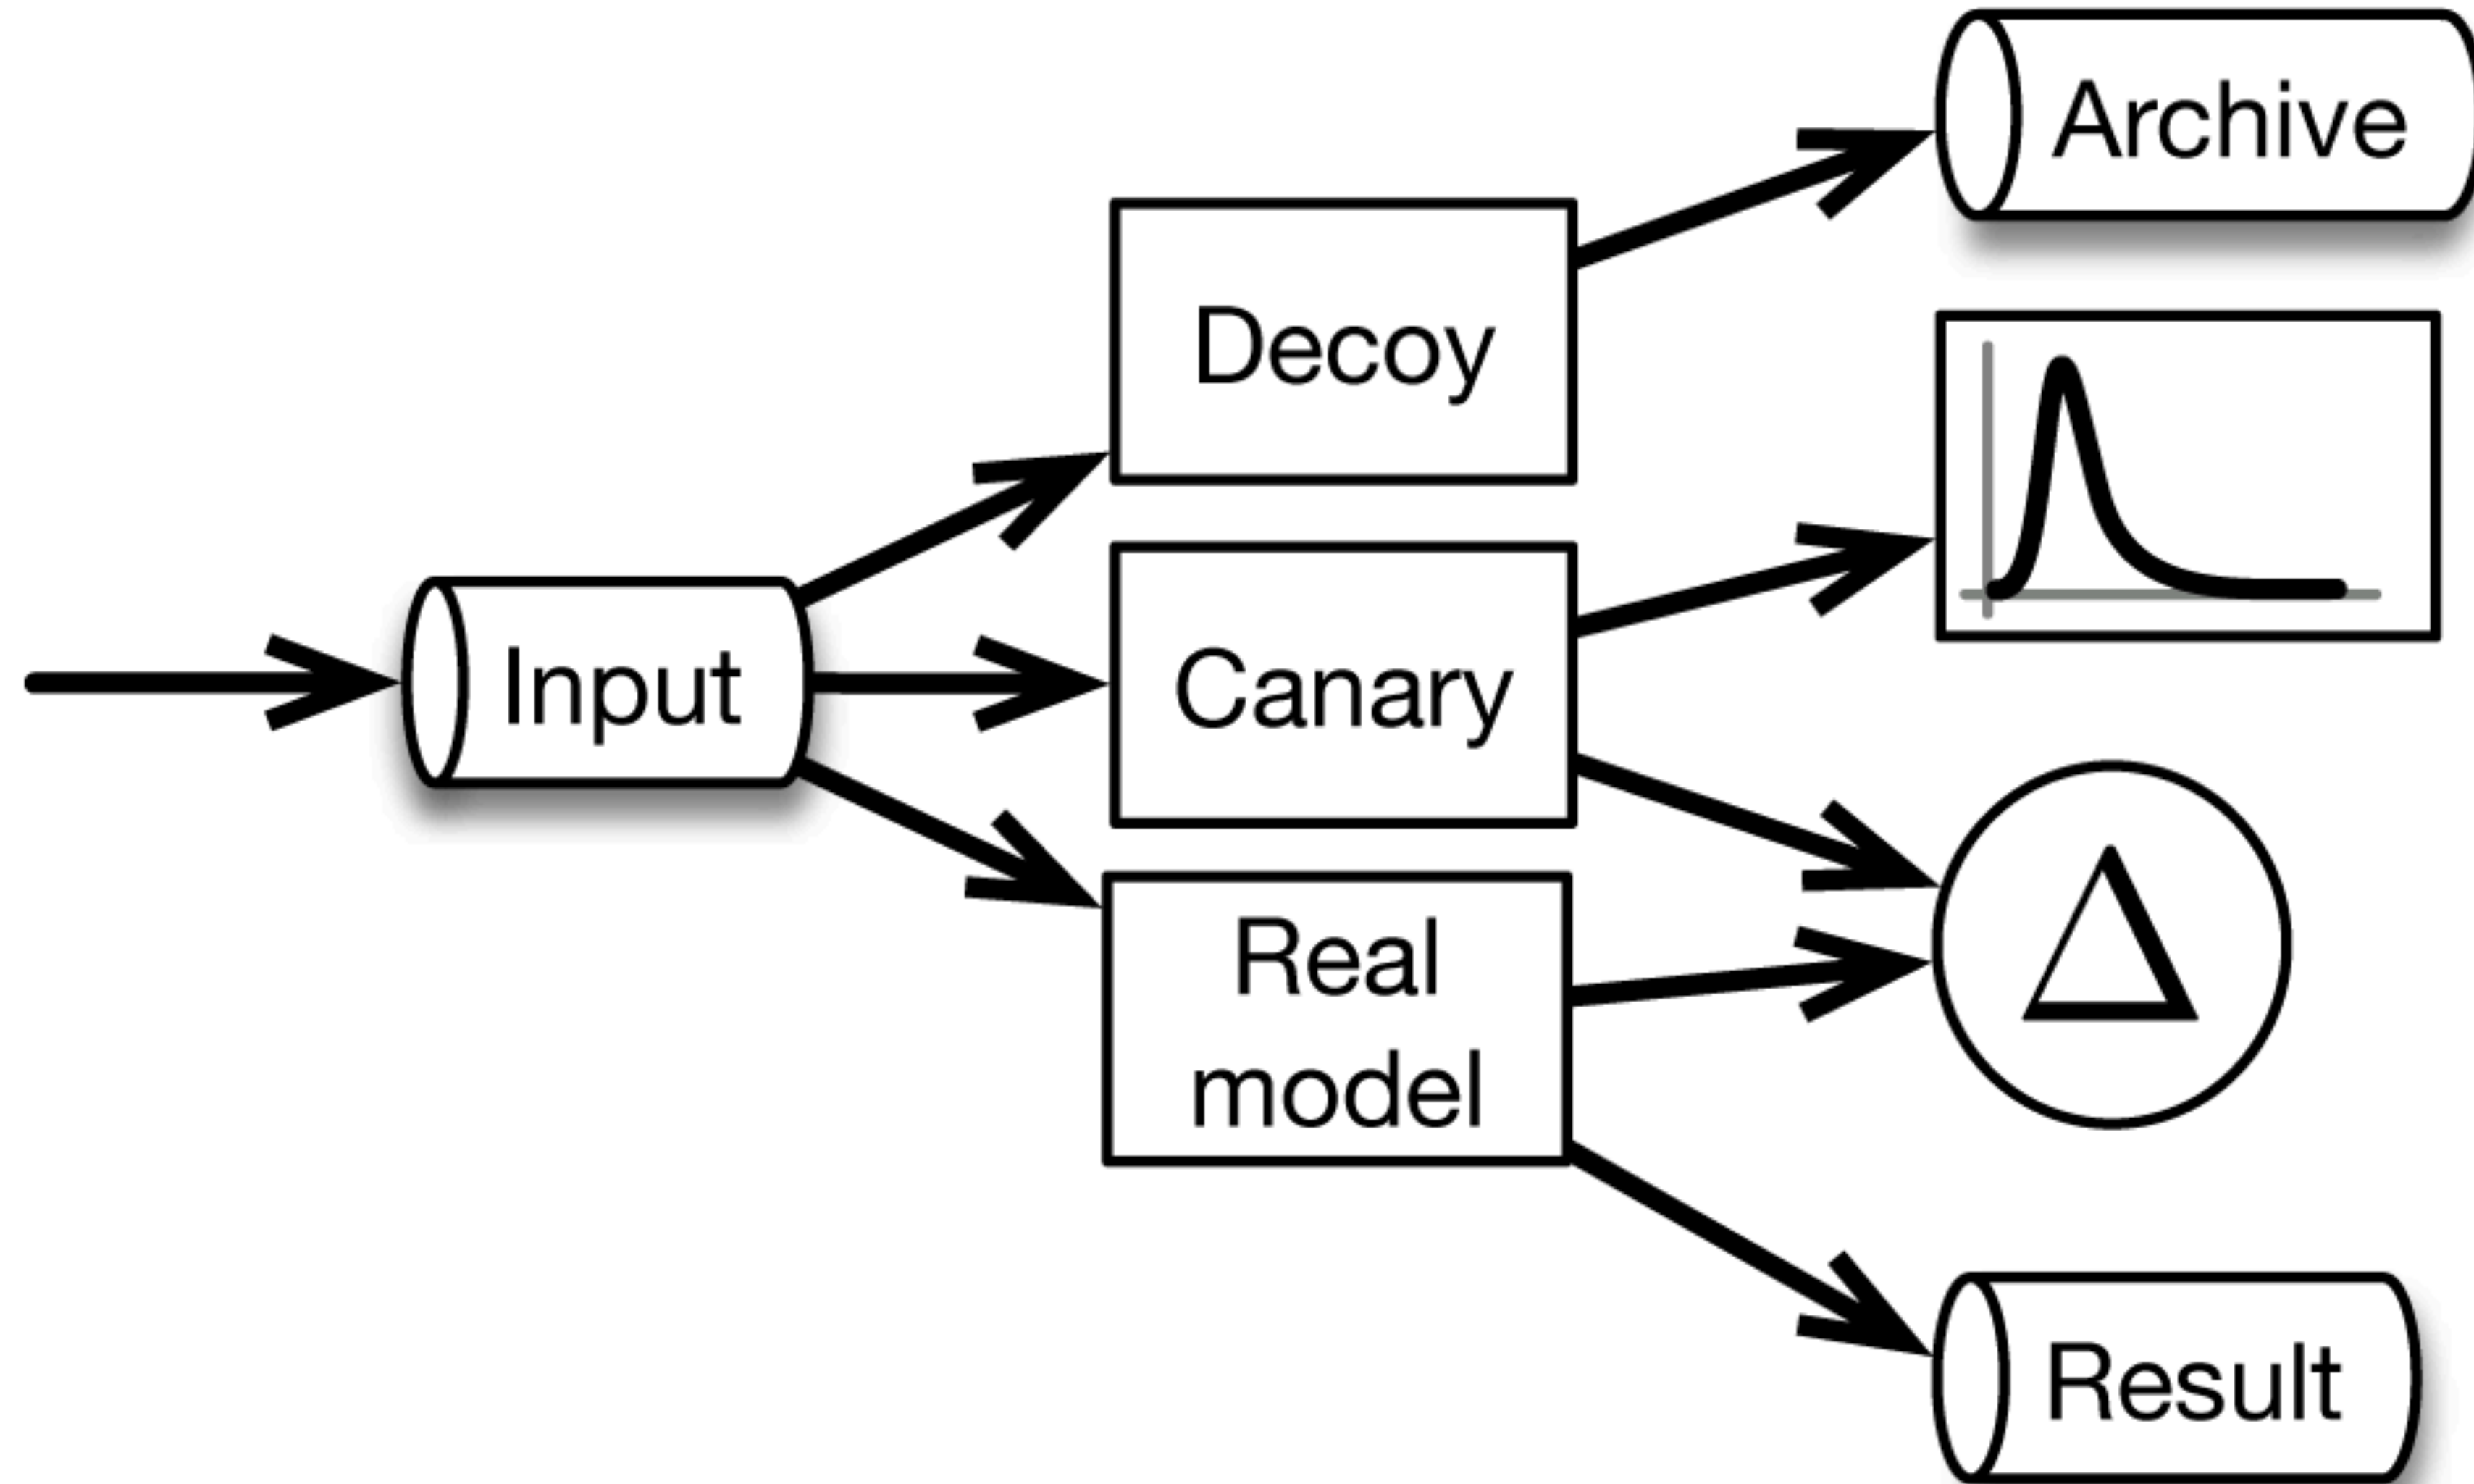 Archive
Decoy
Input
Canary
Real
model
Δ
Result